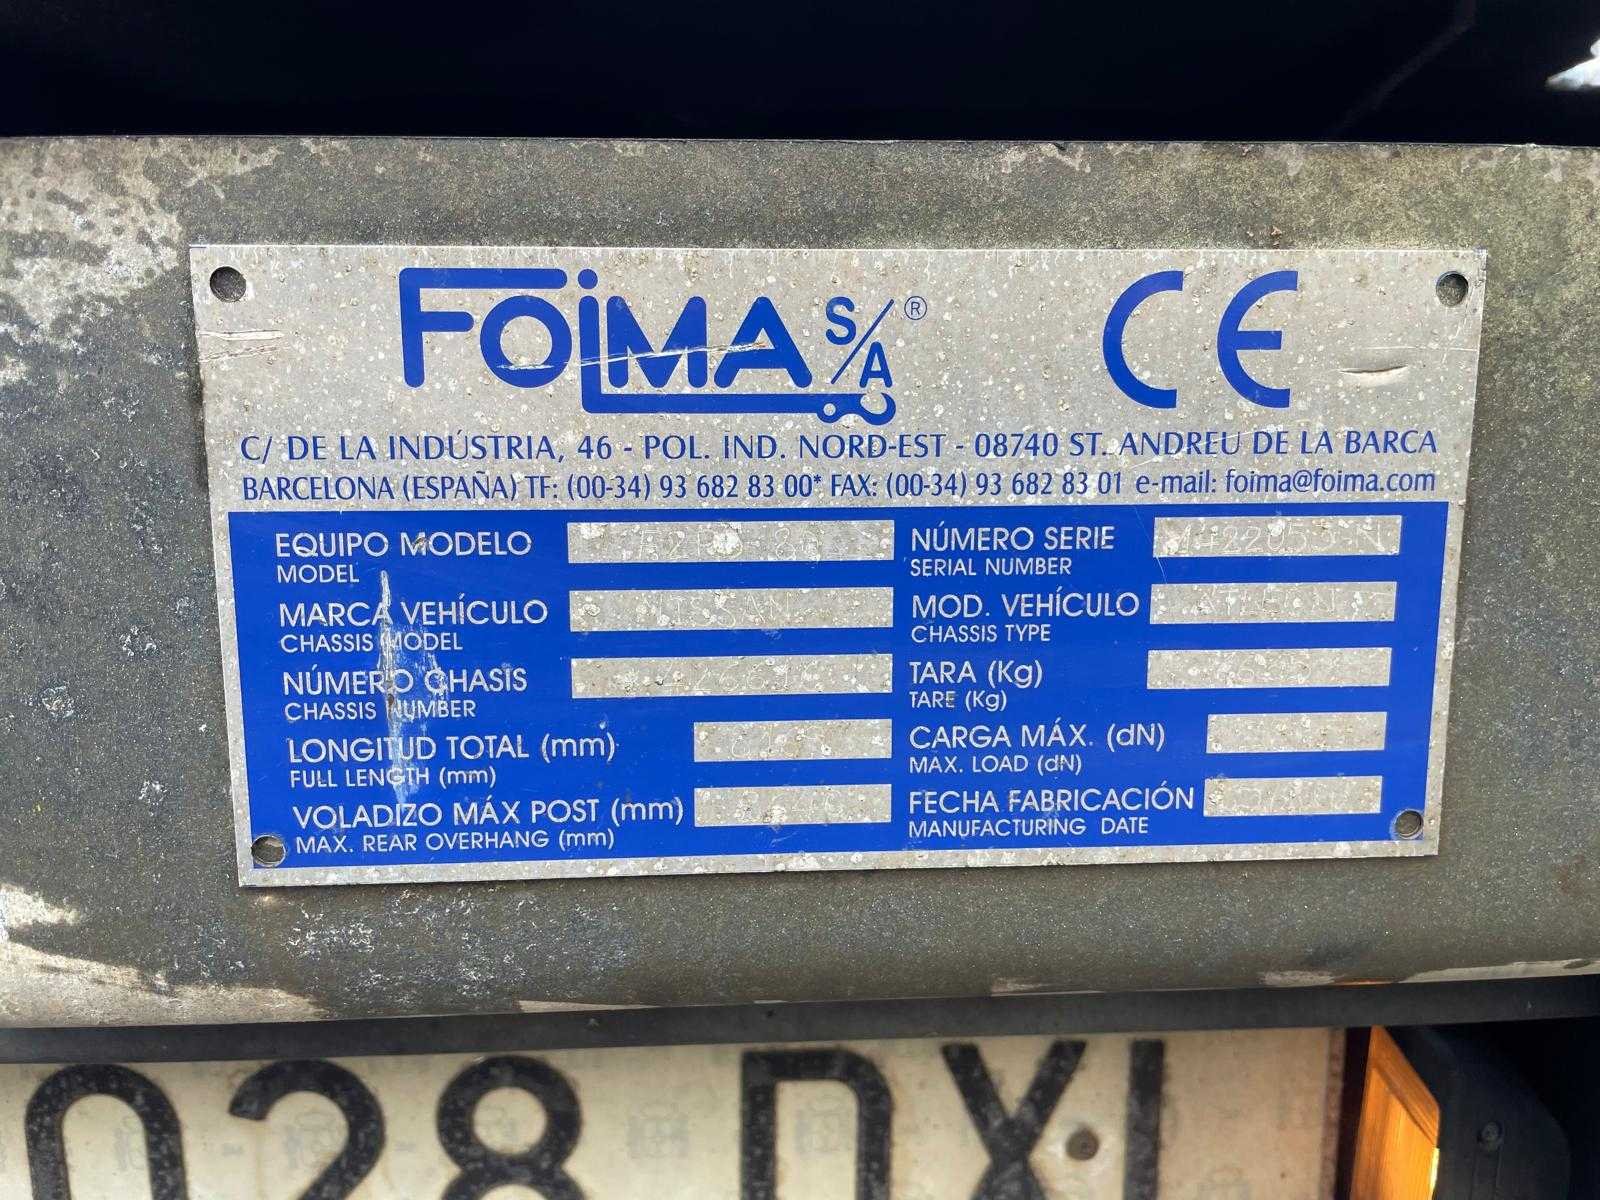 FOIMA S/A ®
CE
C/ DE LA INDÚSTRIA, 46 - POL. IND. NORD-EST - 08740 ST. ANDREU DE LA BARCA
BARCELONA (ESPAÑA) TF: (00-34) 93 682 83 00* FAX: (00-34) 93 682 83 01 e-mail: foima@foima.com
EQUIPO MODELO
MODEL
NÚMERO SERIE
SERIAL NUMBER
MARCA VEHÍCULO NISSAN
CHASSIS MODEL
MOD. VEHÍCULO
CHASSIS TYPE
NÚMERO CHASIS
CHASSIS NUMBER
TARA (Kg)
TARE (Kg)
LONGITUD TOTAL (mm)
FULL LENGTH (mm)
CARGA MÁX. (dN)
MAX. LOAD (dN)
VOLADIZO MÁX POST (mm)
MAX. REAR OVERHANG (mm)
FECHA FABRICACIÓN
MANUFACTURING DATE
028 DXL